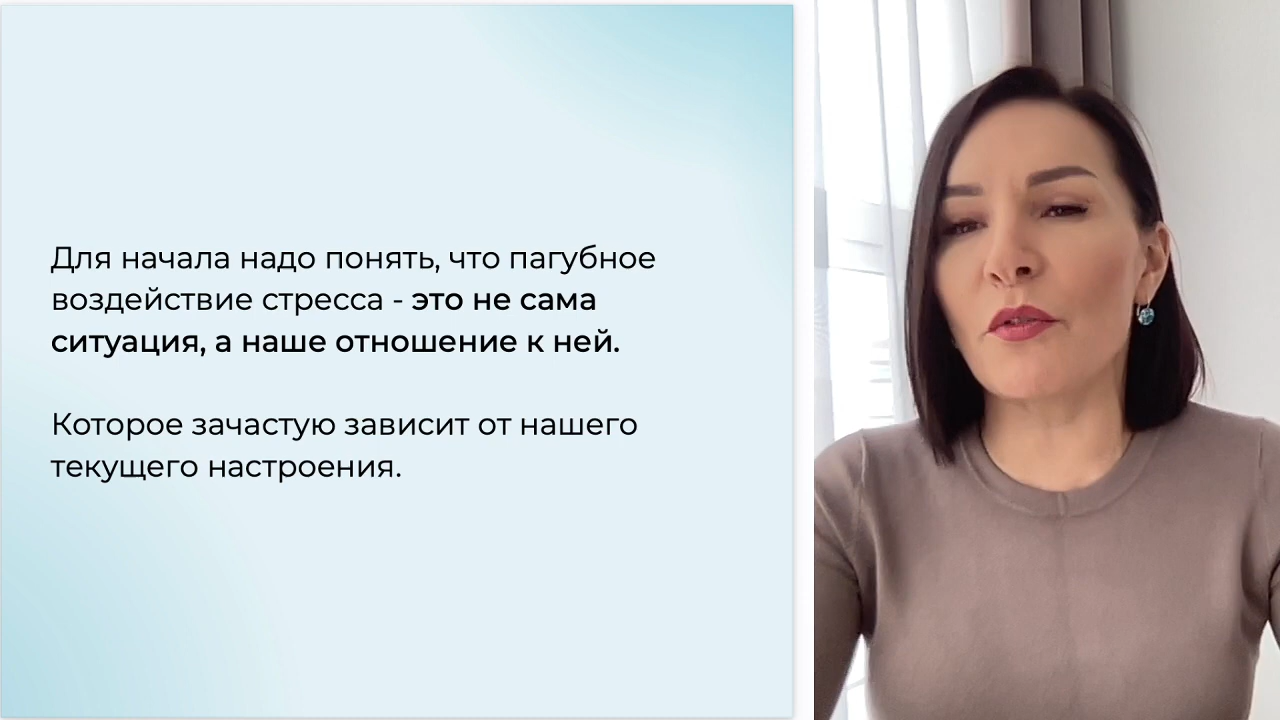 Для начала надо понять, что пагубное
воздействие стресса - это не сама
ситуация, а наше отношение к ней.
Которое зачастую зависит от нашего
текущего настроения.